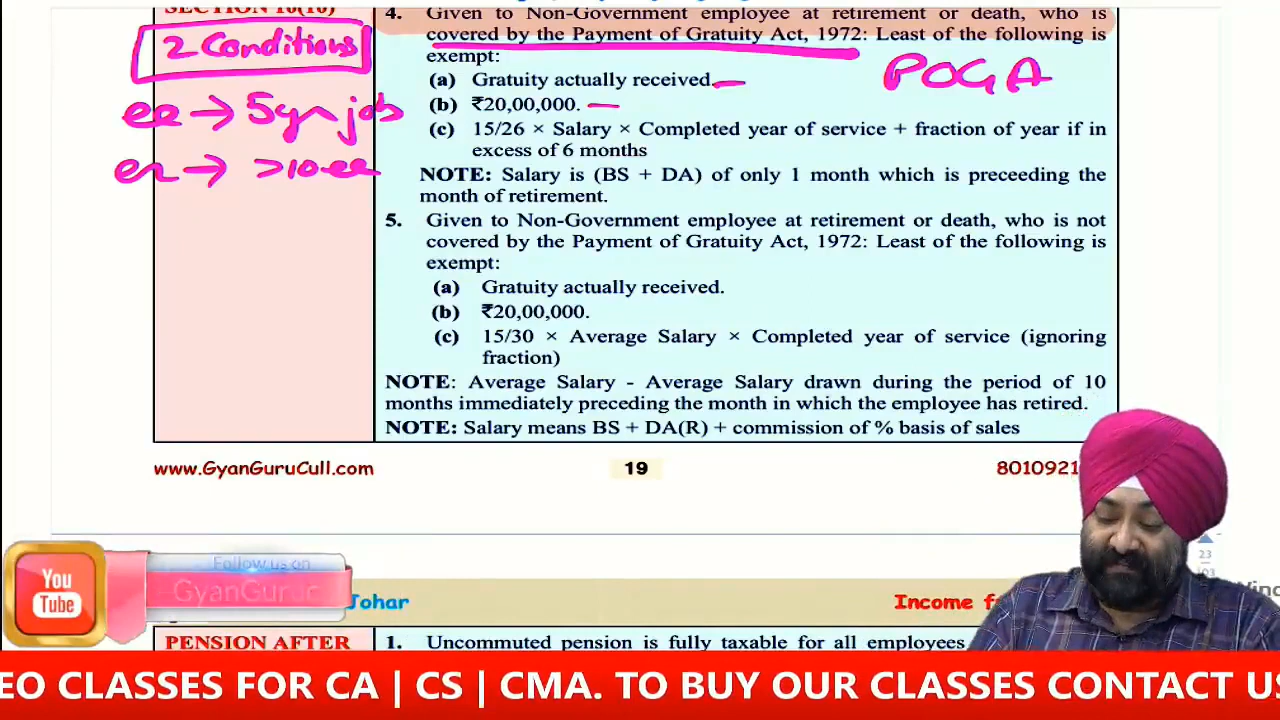 SECTION 10(10)
2 Conditions
ee → 5yr job
er → >10 ee
4. Given to Non-Government employee at retirement or death, who is
covered by the Payment of Gratuity Act, 1972: Least of the following is
exempt:
(a) Gratuity actually received.
(b) ₹20,00,000.
(c) 15/26 × Salary × Completed year of service + fraction of year if in
excess of 6 months
POGA
NOTE: Salary is (BS + DA) of only 1 month which is preceeding the
month of retirement.
5. Given to Non-Government employee at retirement or death, who is not
covered by the Payment of Gratuity Act, 1972: Least of the following is
exempt:
(a) Gratuity actually received.
(b) ₹20,00,000.
(c) 15/30 × Average Salary × Completed year of service (ignoring
fraction)
NOTE: Average Salary - Average Salary drawn during the period of 10
months immediately preceding the month in which the employee has retired.
NOTE: Salary means BS + DA(R) + commission of % basis of sales
www.GyanGuruCull.com 19 8010921
23
103
You
Tube
Follow us on
GyanGuruc
Johar Income
PENSION AFTER 1. Uncommuted pension is fully taxable for all employees
EO CLASSES FOR CA | CS | CMA. TO BUY OUR CLASSES CONTACT US